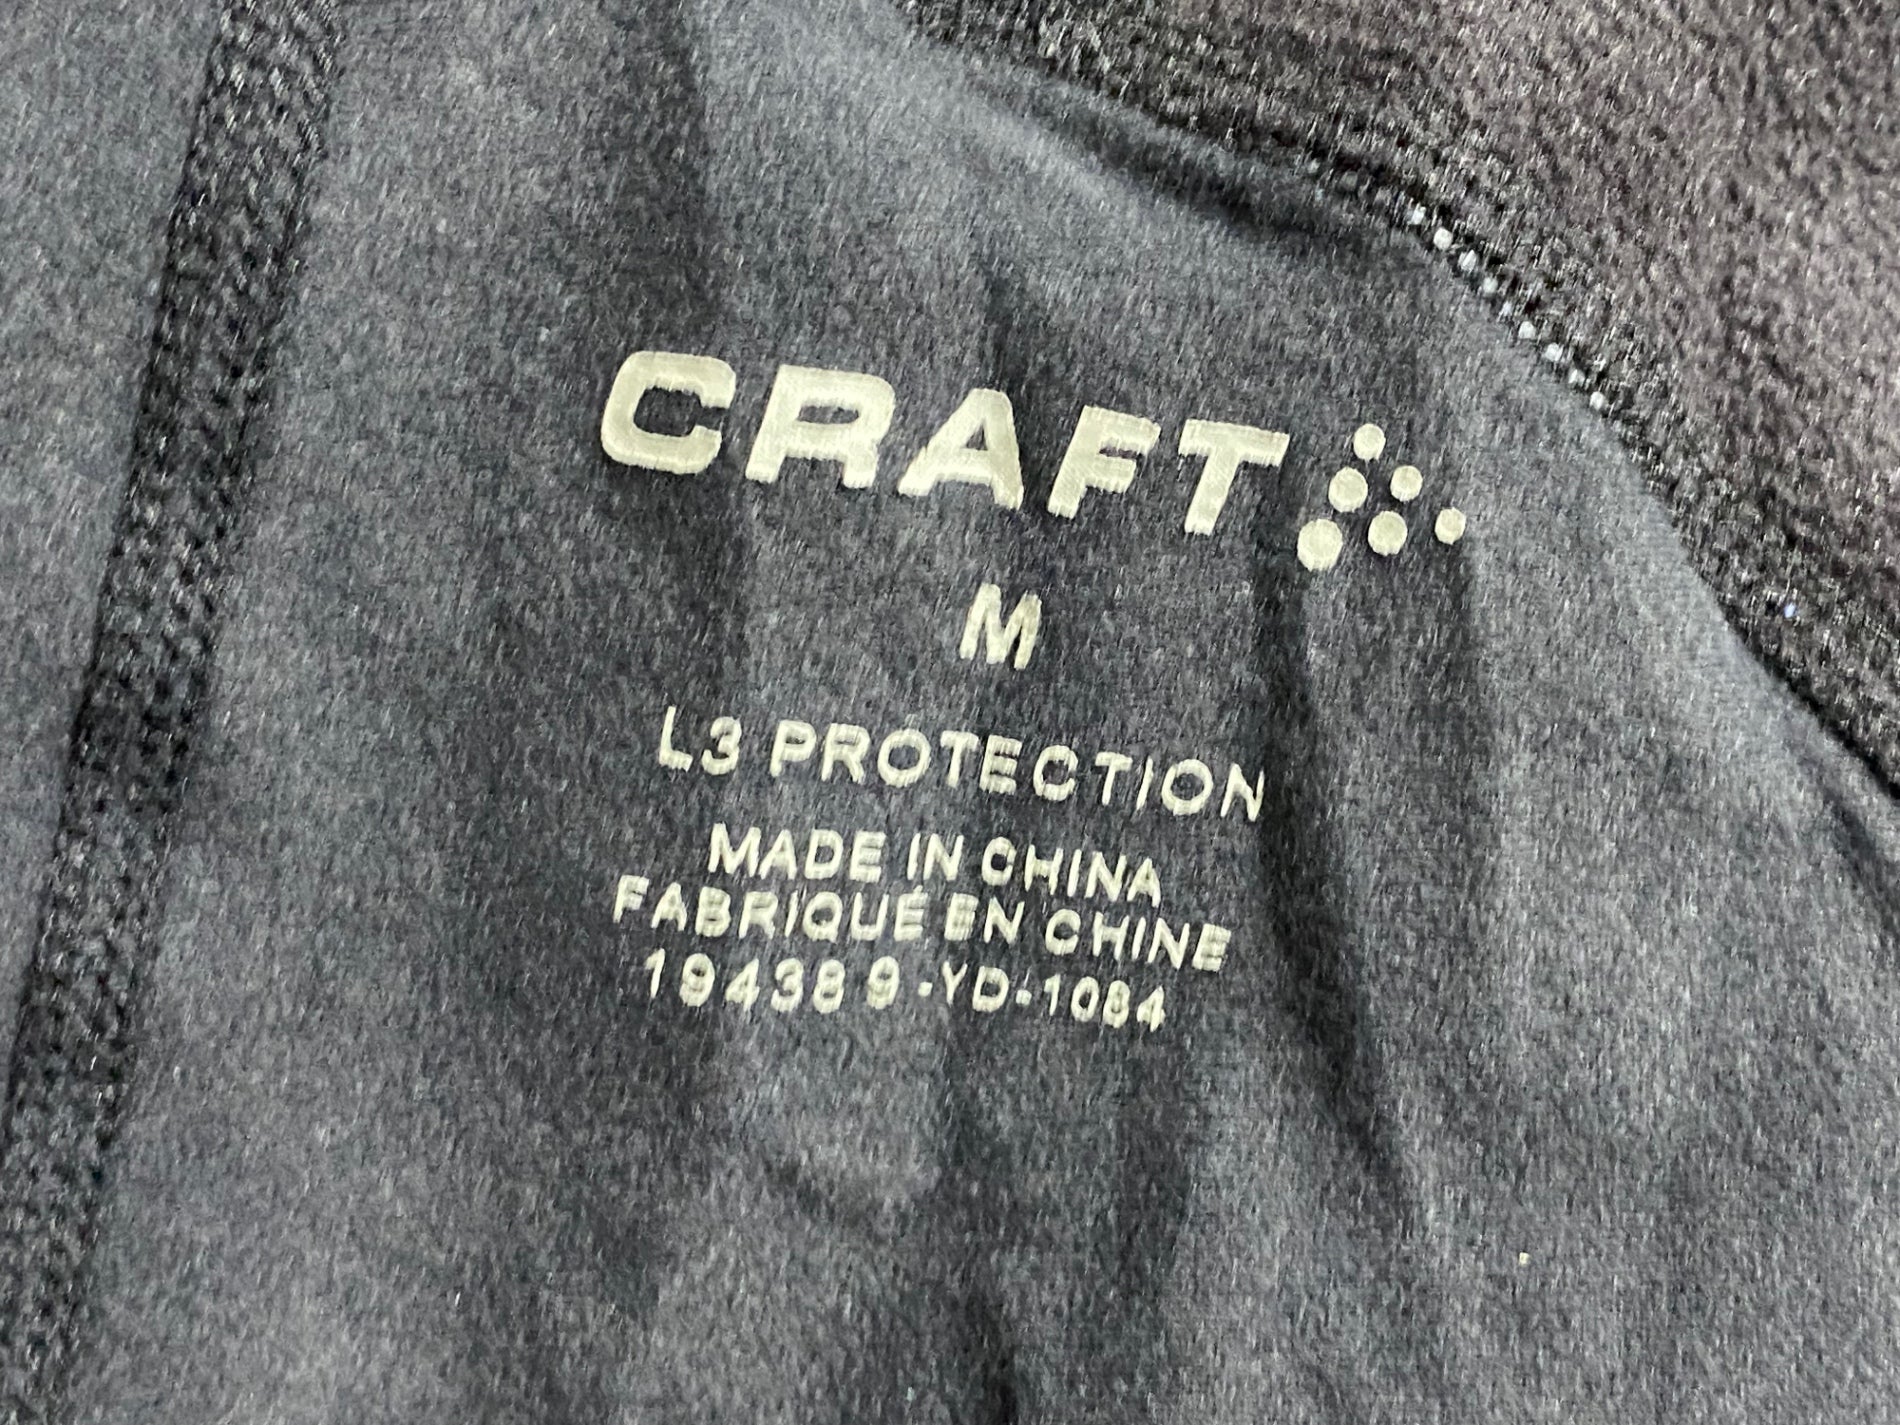 CRAFT
M
L3 PROTECTION
MADE IN CHINA
FABRIQUÉ EN CHINE
194389-YD-1084